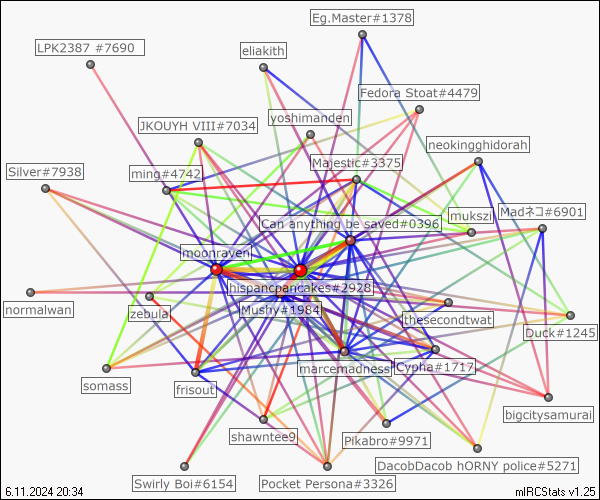 Eg.Master#1378
LPK2387 #7690
eliakith
Fedora Stoat#4479
yoshimanden
JKOUYH VIII#7034
neokingghidorah
Majestic#3375
Silver#7938
ming#4742
Madネコ#6901
mukszi
Can anything be saved#0396
moonraven
hispancpancakes#2928
normalwan
zebula
Mushy#1984
thesecondtwat
Duck#1245
marcemadness
Cypha#1717
somass
frisout
bigcitysamurai
shawntee9
Pikabro#9971
DacobDacob hORNY police#5271
Swirly Boi#6154
Pocket Persona#3326
6.11.2024 20:34
mIRCStats v1.25